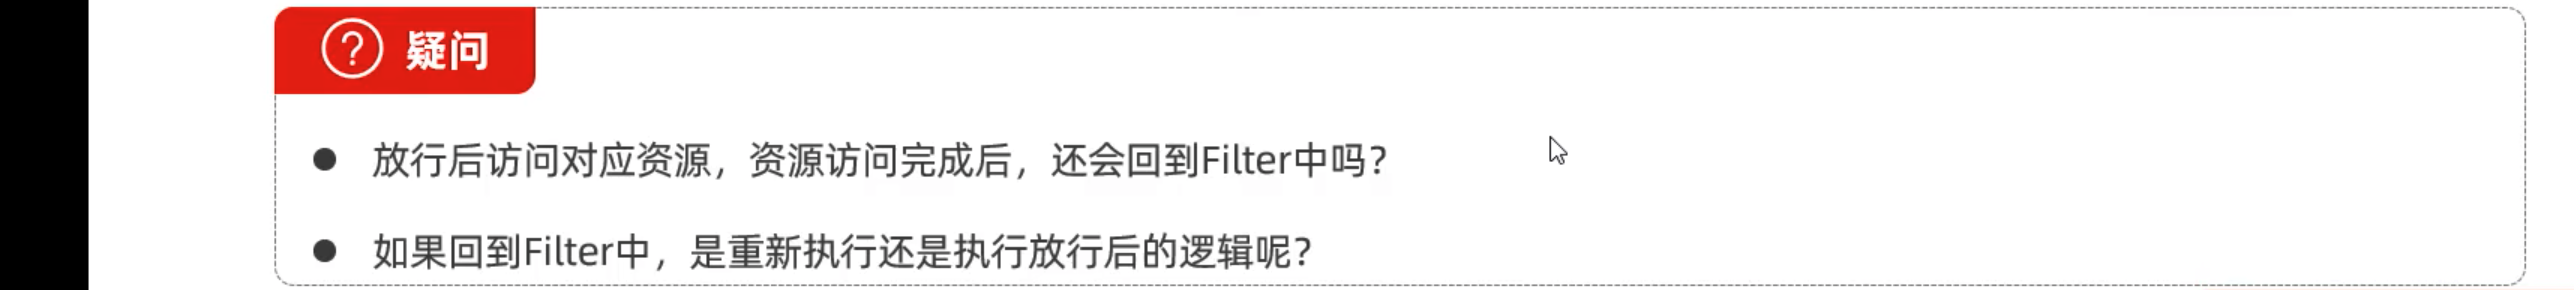 疑问
放行后访问对应资源，资源访问完成后，还会回到Filter中吗？
如果回到Filter中，是重新执行还是执行放行后的逻辑呢？